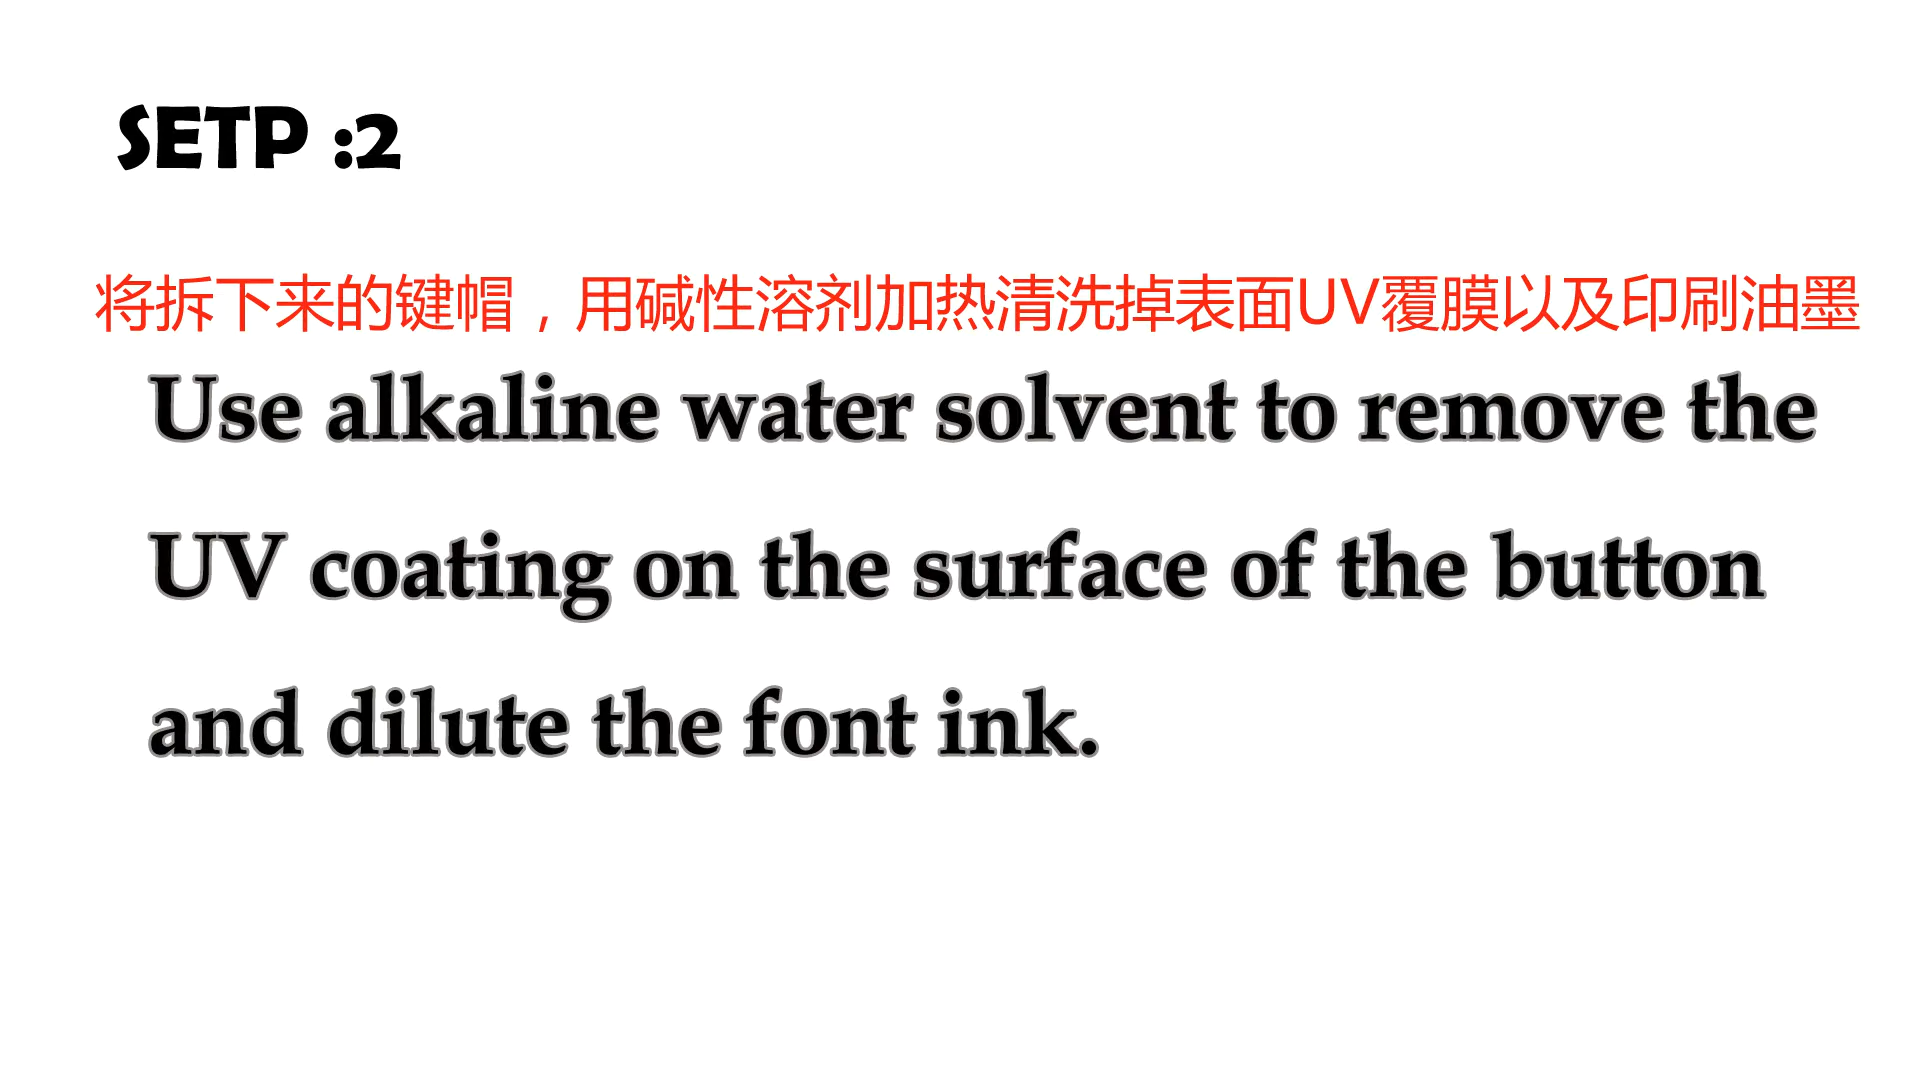 SETP :2
将拆下来的键帽，用碱性溶剂加热清洗掉表面UV覆膜以及印刷油墨
Use alkaline water solvent to remove the
UV coating on the surface of the button
and dilute the font ink.